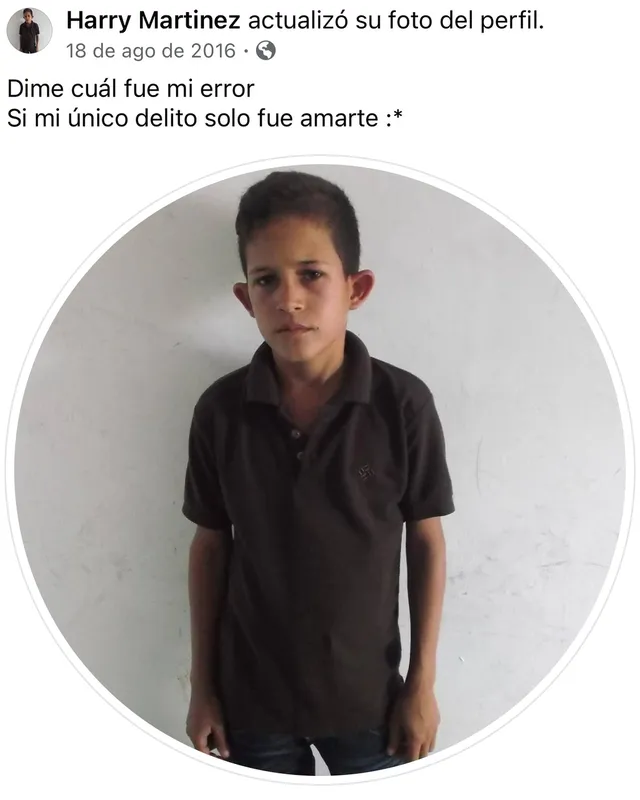 Harry Martinez actualizó su foto del perfil.
18 de ago de 2016 ·
Dime cuál fue mi error
Si mi único delito solo fue amarte :*